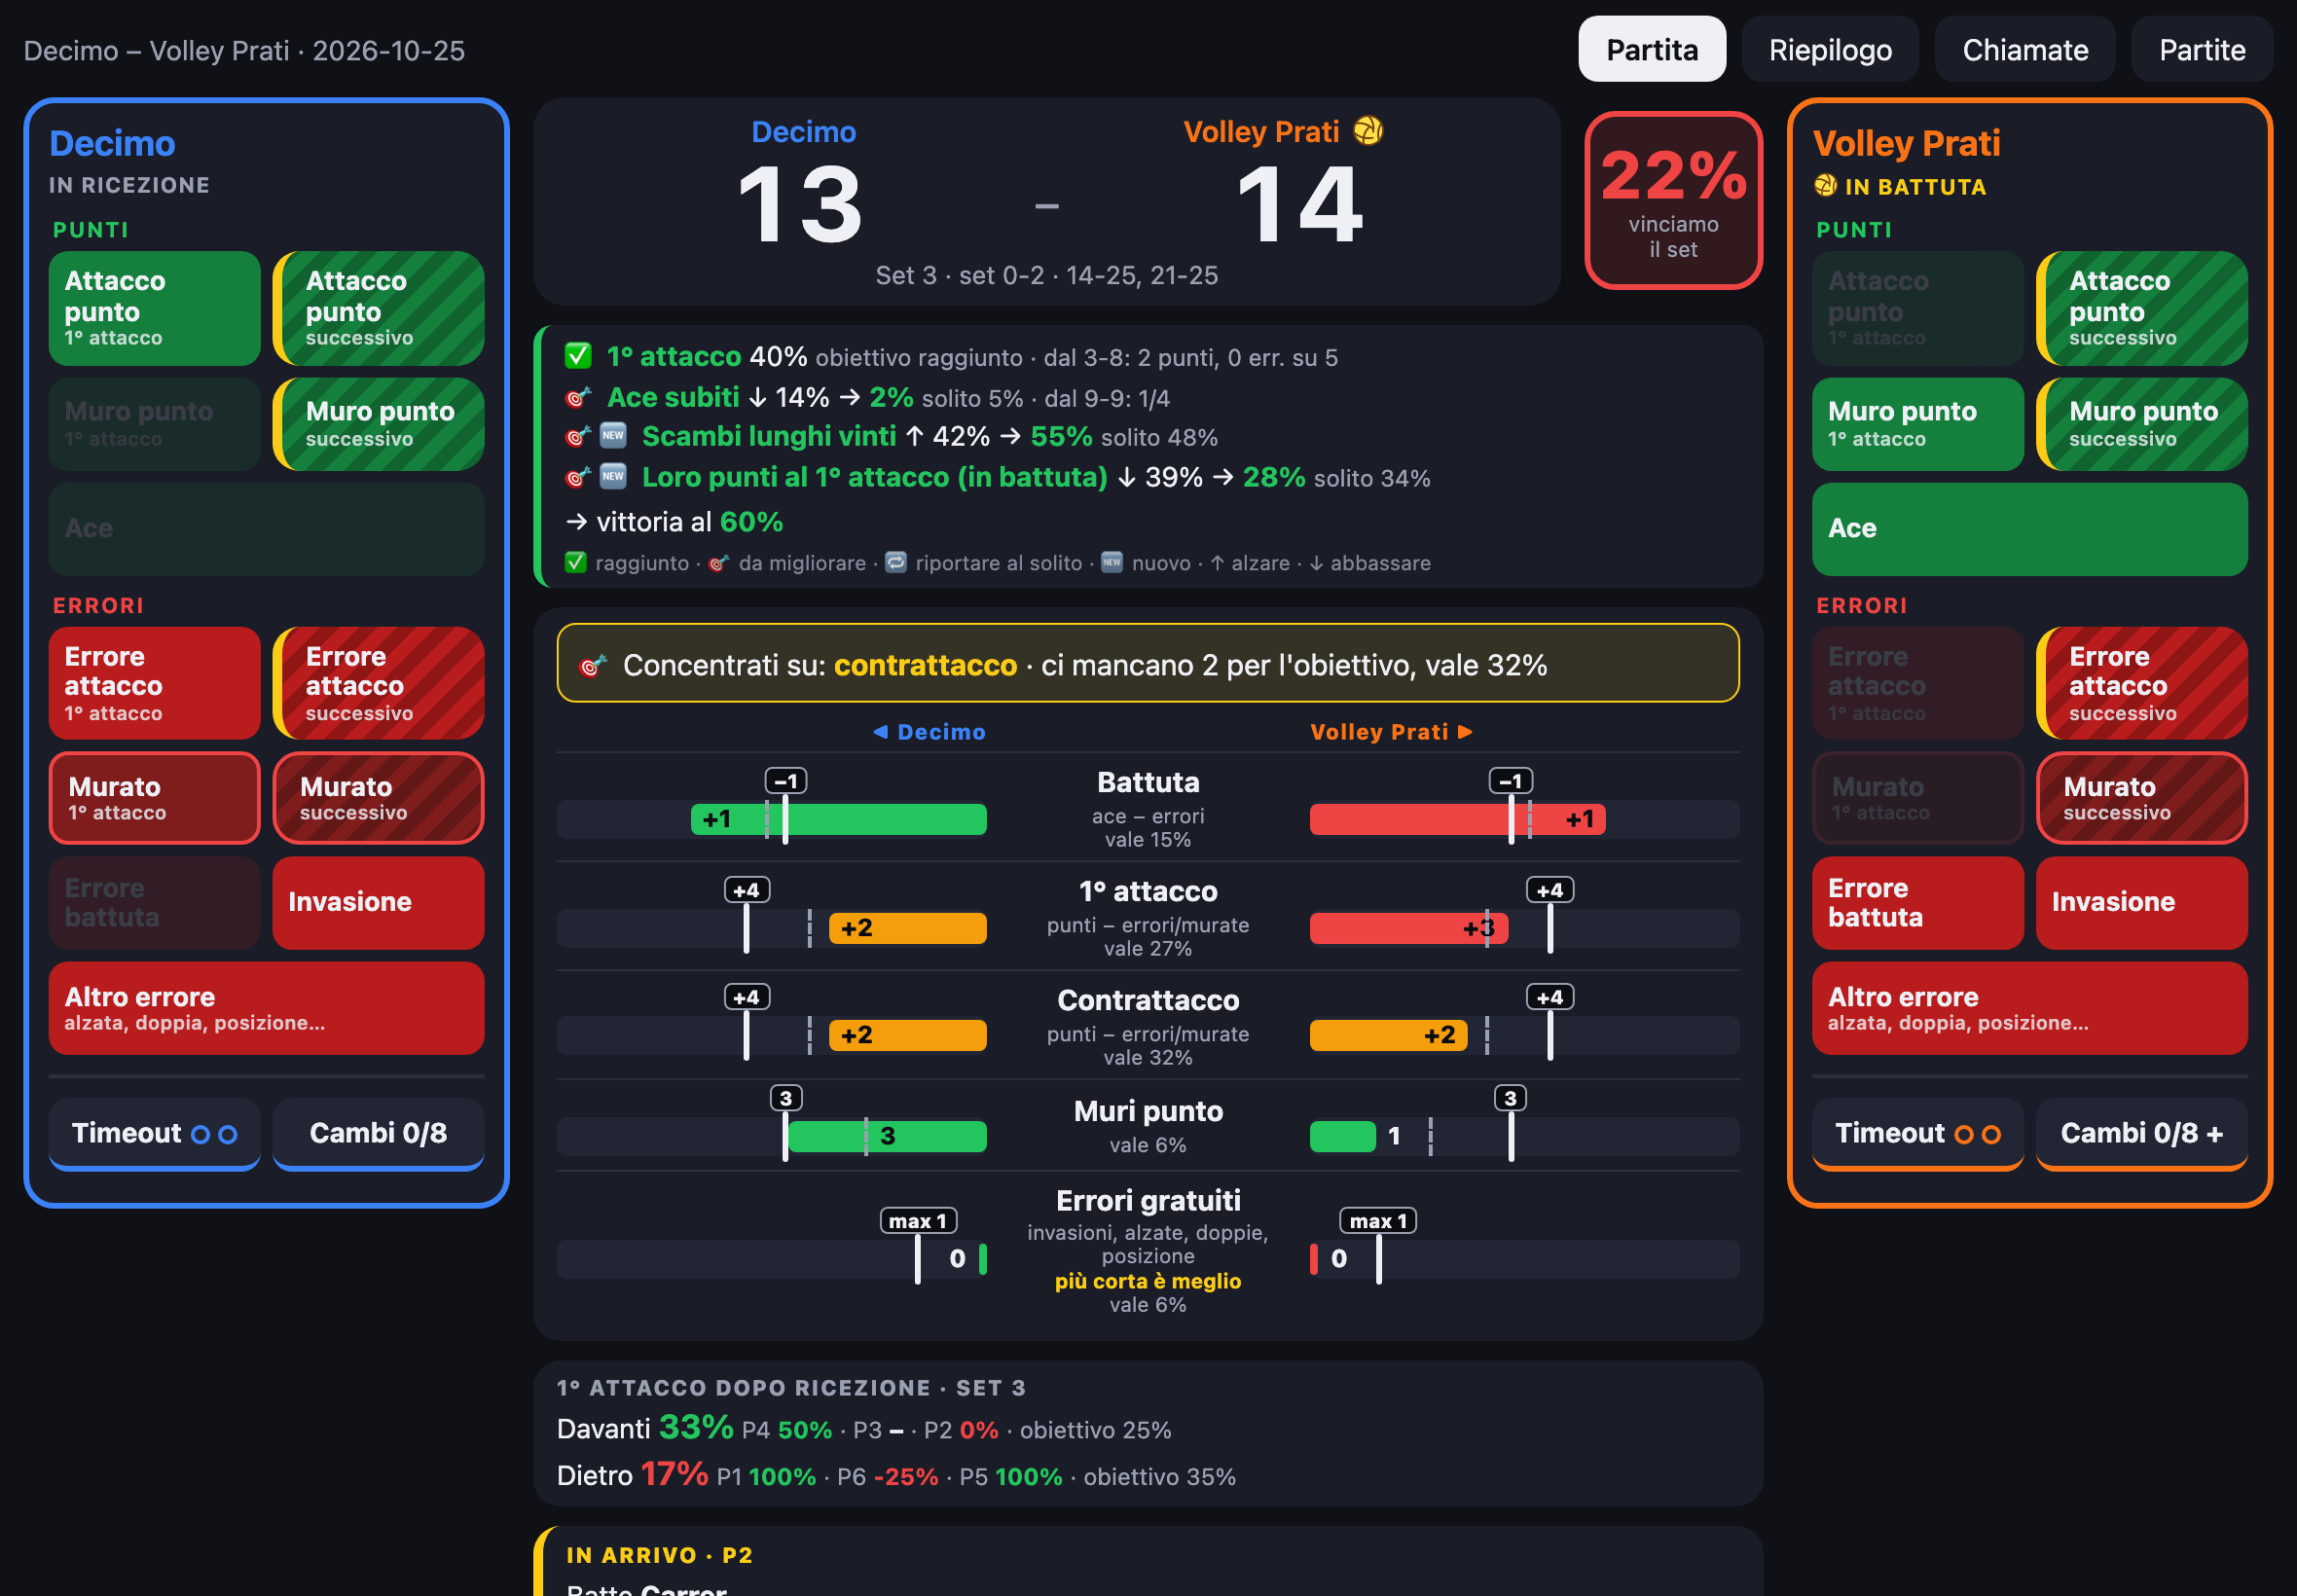 Decimo – Volley Prati · 2026-10-25
Partita
Riepilogo
Chiamate
Partite
Decimo
IN RICEZIONE
PUNTI
Attacco
punto
1° attacco
Attacco
punto
successivo
Muro punto
1° attacco
Muro punto
successivo
Ace
ERRORI
Errore
attacco
1° attacco
Errore
attacco
successivo
Murato
1° attacco
Murato
successivo
Errore
battuta
Invasione
Altro errore
alzata, doppia, posizione...
Timeout
Cambi 0/8
Decimo
Volley Prati
13 – 14
Set 3 · set 0-2 · 14-25, 21-25
22%
vinciamo
il set
1° attacco 40% obiettivo raggiunto · dal 3-8: 2 punti, 0 err. su 5
Ace subiti ↓ 14% → 2% solito 5% · dal 9-9: 1/4
NEW Scambi lunghi vinti ↑ 42% → 55% solito 48%
NEW Loro punti al 1° attacco (in battuta) ↓ 39% → 28% solito 34%
→ vittoria al 60%
raggiunto · da migliorare · riportare al solito · NEW nuovo · ↑ alzare · ↓ abbassare
Concentrati su: contrattacco · ci mancano 2 per l'obiettivo, vale 32%
◀ Decimo
Volley Prati ▶
−1
Battuta
−1
+1
ace – errori
+1
vale 15%
+4
1° attacco
+4
+2
punti – errori/murate
+3
vale 27%
+4
Contrattacco
+4
+2
punti – errori/murate
+2
vale 32%
3
Muri punto
3
3
vale 6%
1
Errori gratuiti
max 1
invasioni, alzate, doppie,
max 1
0
posizione
0
più corta è meglio
vale 6%
1° ATTACCO DOPO RICEZIONE · SET 3
Davanti 33% P4 50% · P3 – · P2 0% · obiettivo 25%
Dietro 17% P1 100% · P6 -25% · P5 100% · obiettivo 35%
IN ARRIVO · P2
Batte Carrer
Volley Prati
IN BATTUTA
PUNTI
Attacco
punto
1° attacco
Attacco
punto
successivo
Muro punto
1° attacco
Muro punto
successivo
Ace
ERRORI
Errore
attacco
1° attacco
Errore
attacco
successivo
Murato
1° attacco
Murato
successivo
Errore
battuta
Invasione
Altro errore
alzata, doppia, posizione...
Timeout
Cambi 0/8 +